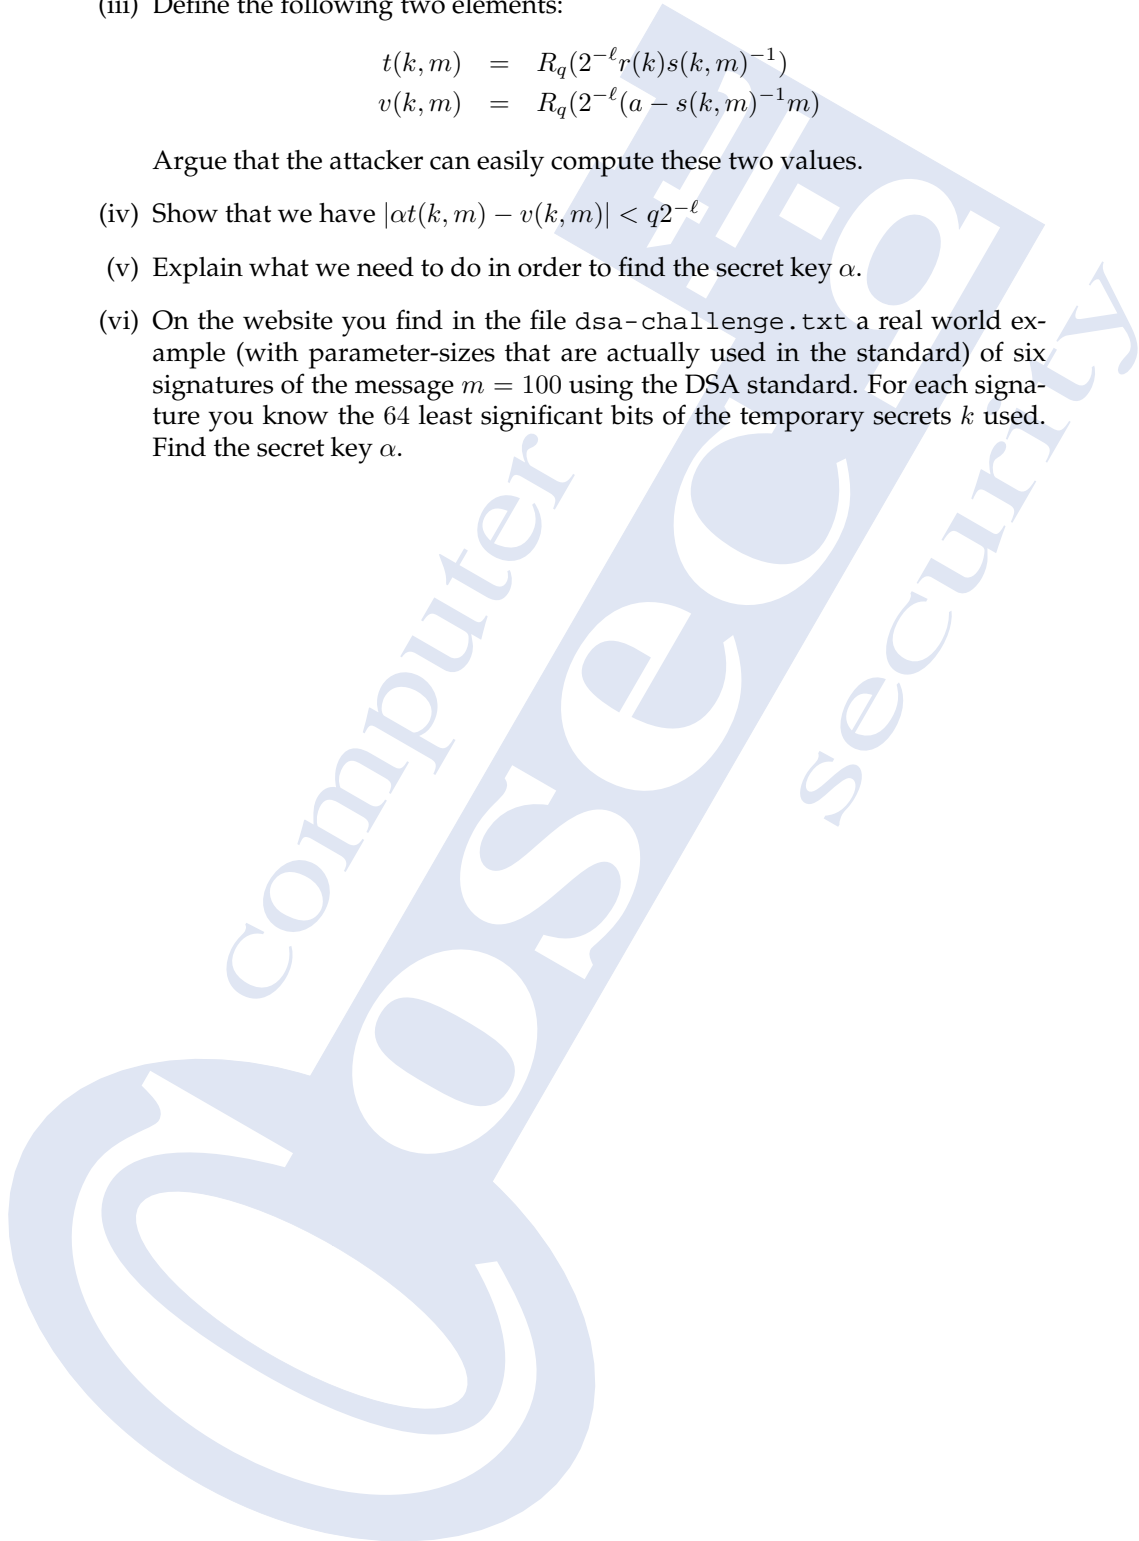 (iii) Define the following two elements:
t(k, m) = R_q(2^{−ℓ}r(k)s(k, m)^{−1})
v(k, m) = R_q(2^{−ℓ}(a − s(k, m)^{−1}m)
Argue that the attacker can easily compute these two values.
(iv) Show that we have |αt(k, m) − v(k, m)| < q2^{−ℓ}
(v) Explain what we need to do in order to find the secret key α.
(vi) On the website you find in the file dsa-challenge.txt a real world ex-
ample (with parameter-sizes that are actually used in the standard) of six
signatures of the message m = 100 using the DSA standard. For each signa-
ture you know the 64 least significant bits of the temporary secrets k used.
Find the secret key α.
computer
cosec
security